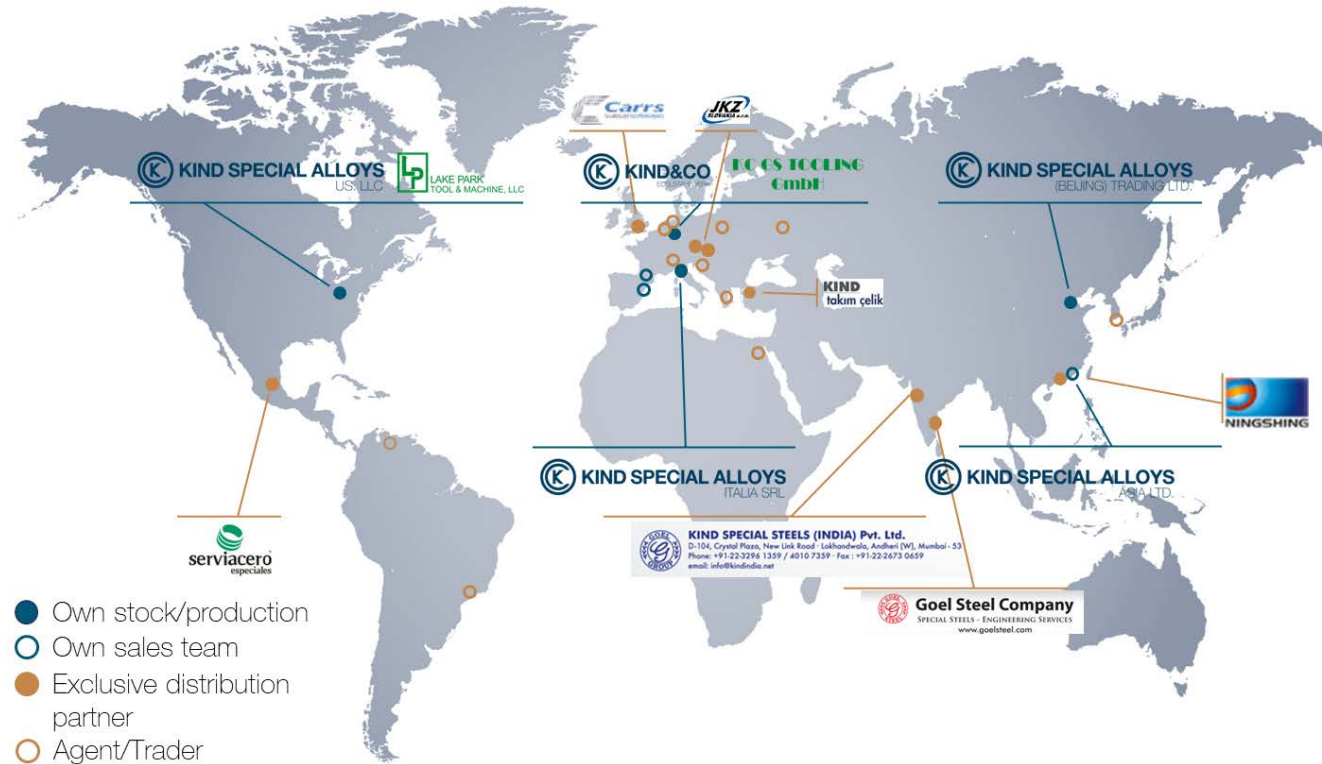 Carrs
JKZ
SLOVAKIA s.r.o.
KIND SPECIAL ALLOYS
US, LLC
LP
LAKE PARK
TOOL & MACHINE, LLC
KIND&CO
KC GS TOOLING
GmbH
KIND SPECIAL ALLOYS
(BEIJING) TRADING LTD.
KIND
takım çelik
NINGSHING
KIND SPECIAL ALLOYS
ITALIA SRL
KIND SPECIAL ALLOYS
ASIA LTD.
serviacero
especiales
GOEL
GROUP
KIND SPECIAL STEELS (INDIA) Pvt. Ltd.
D-104, Crystal Plaza, New Link Road - Lokhandwala, Andheri (W), Mumbai - 53
Phone: +91-22-3296 1359 / 4010 7359 - Fax : +91-22-2673 0659
email: info@kindindia.net
Goel Steel Company
SPECIAL STEELS - ENGINEERING SERVICES
www.goelsteel.com
Own stock/production
Own sales team
Exclusive distribution
partner
Agent/Trader